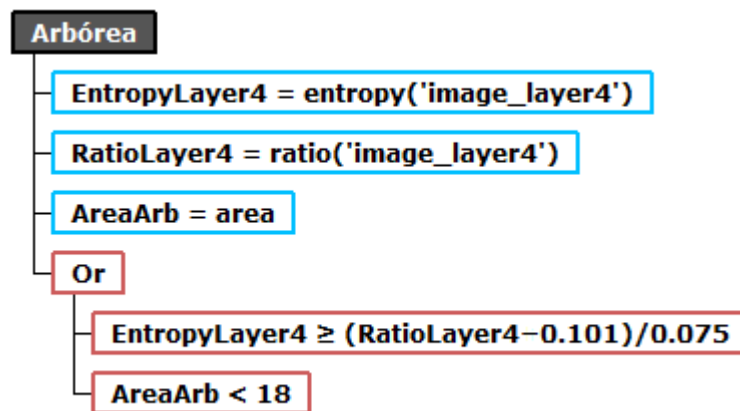 Arbórea
EntropyLayer4 = entropy('image_layer4')
RatioLayer4 = ratio('image_layer4')
AreaArb = area
Or
EntropyLayer4 ≥ (RatioLayer4−0.101)/0.075
AreaArb < 18